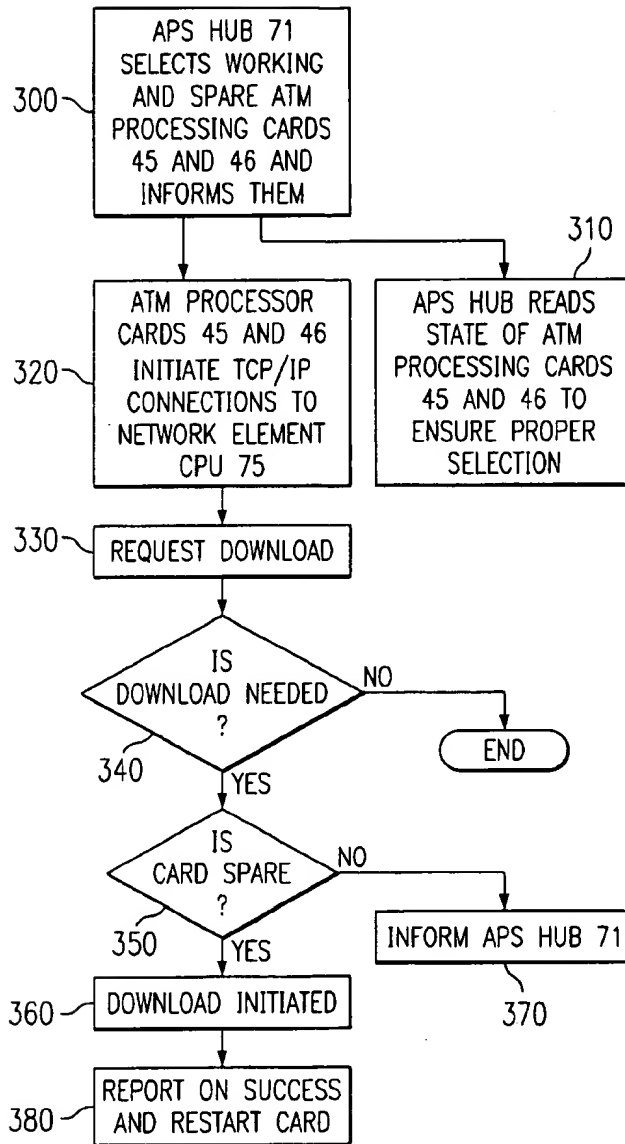 300
APS HUB 71
SELECTS WORKING
AND SPARE ATM
PROCESSING CARDS
45 AND 46 AND
INFORMS THEM
310
APS HUB READS
STATE OF ATM
PROCESSING CARDS
45 AND 46 TO
ENSURE PROPER
SELECTION
320
ATM PROCESSOR
CARDS 45 AND 46
INITIATE TCP/IP
CONNECTIONS TO
NETWORK ELEMENT
CPU 75
330
REQUEST DOWNLOAD
IS
DOWNLOAD NEEDED
?
340
NO
END
YES
IS
CARD SPARE
?
350
NO
INFORM APS HUB 71
370
YES
360
DOWNLOAD INITIATED
380
REPORT ON SUCCESS
AND RESTART CARD